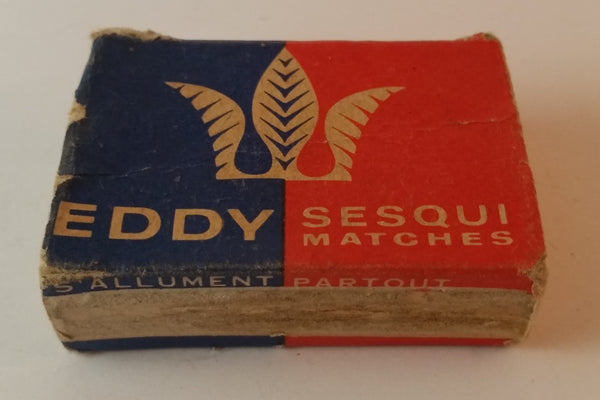 EDDY SESQUI
MATCHES
S'ALLUMENT PARTOUT